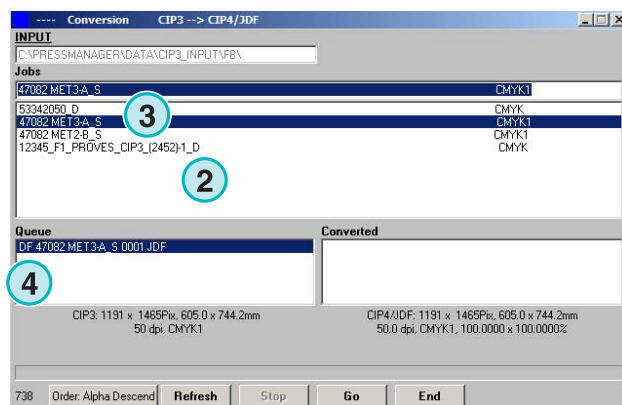 ---- Conversion CIP3 --> CIP4/JDF
INPUT
C:\PRESSMANAGER\DATA\CIP3_INPUT\FB\
Jobs
47082 MET3-A_S CMYK1
53342050_D CMYK
47082 MET3-A_S CMYK1
3
47082 MET2-B_S CMYK1
12345_F1_PROVES_CIP3_(2452)-1_D CMYK
2
Queue Converted
DF 47082 MET3-A_S 0001 JDF
4
CIP3: 1191 x 1465Pix, 605.0 x 744.2mm CIP4/JDF: 1191 x 1465Pix, 605.0 x 744.2mm
50 dpi, CMYK1 50.0 dpi, CMYK1, 100.0000 x 100.0000%
738 Order: Alpha Descend Refresh Stop Go End